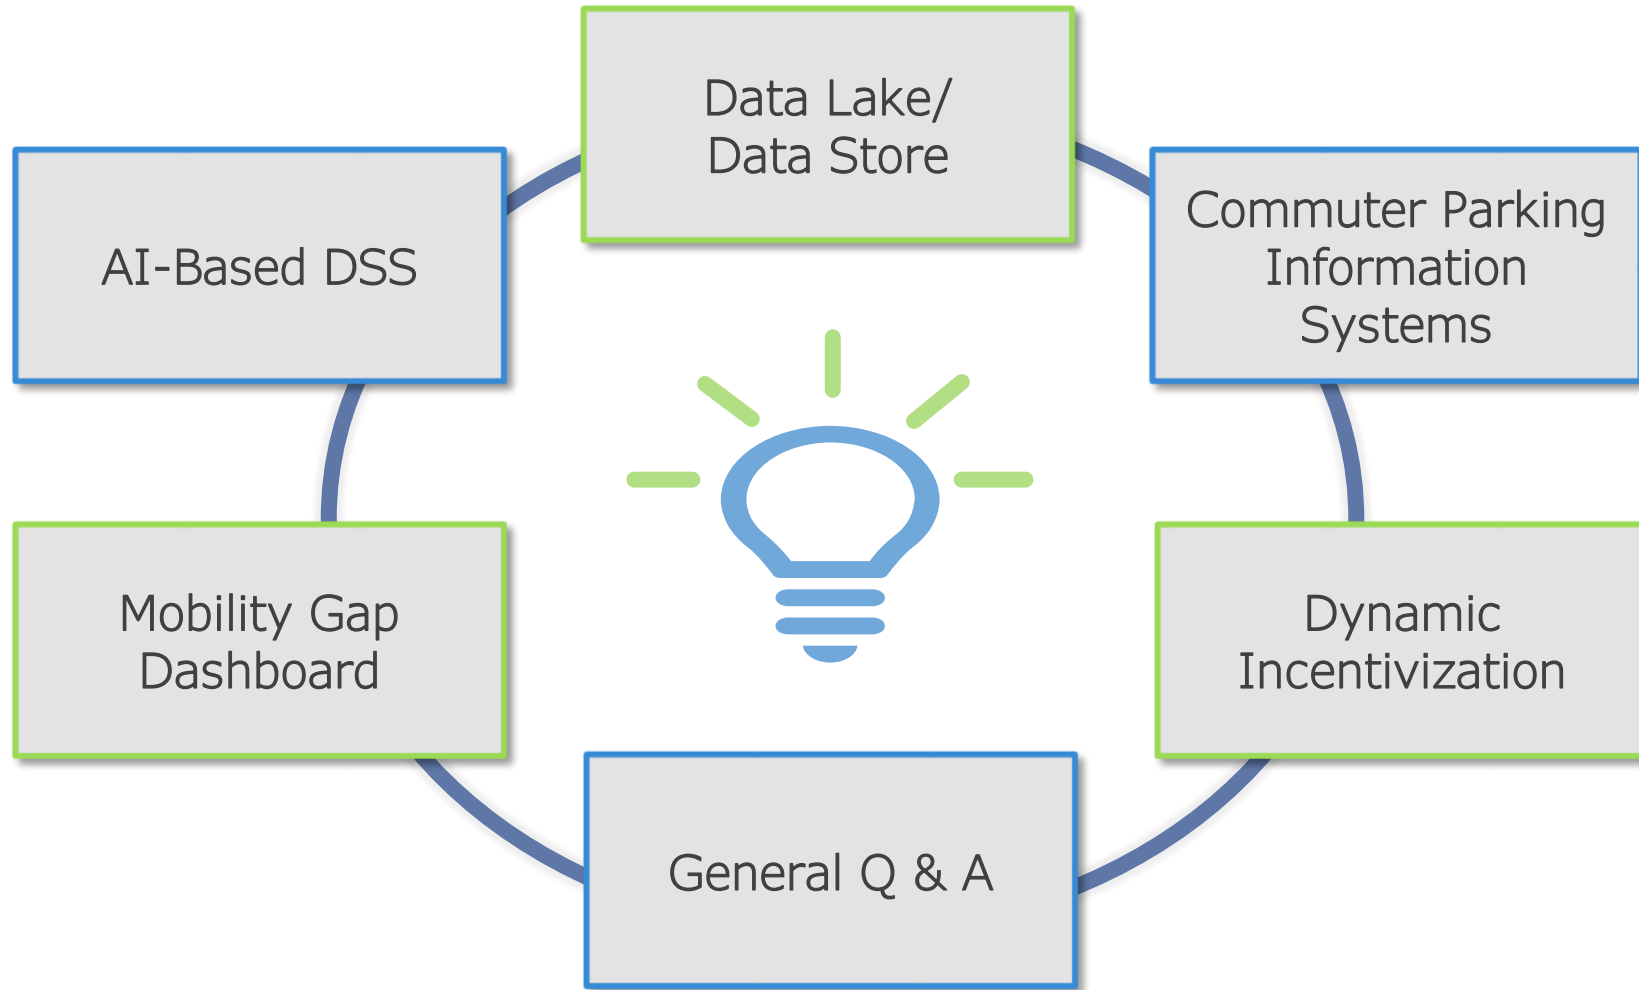 Data Lake/
Data Store
Commuter Parking
Information
Systems
AI-Based DSS
Mobility Gap
Dashboard
Dynamic
Incentivization
General Q & A